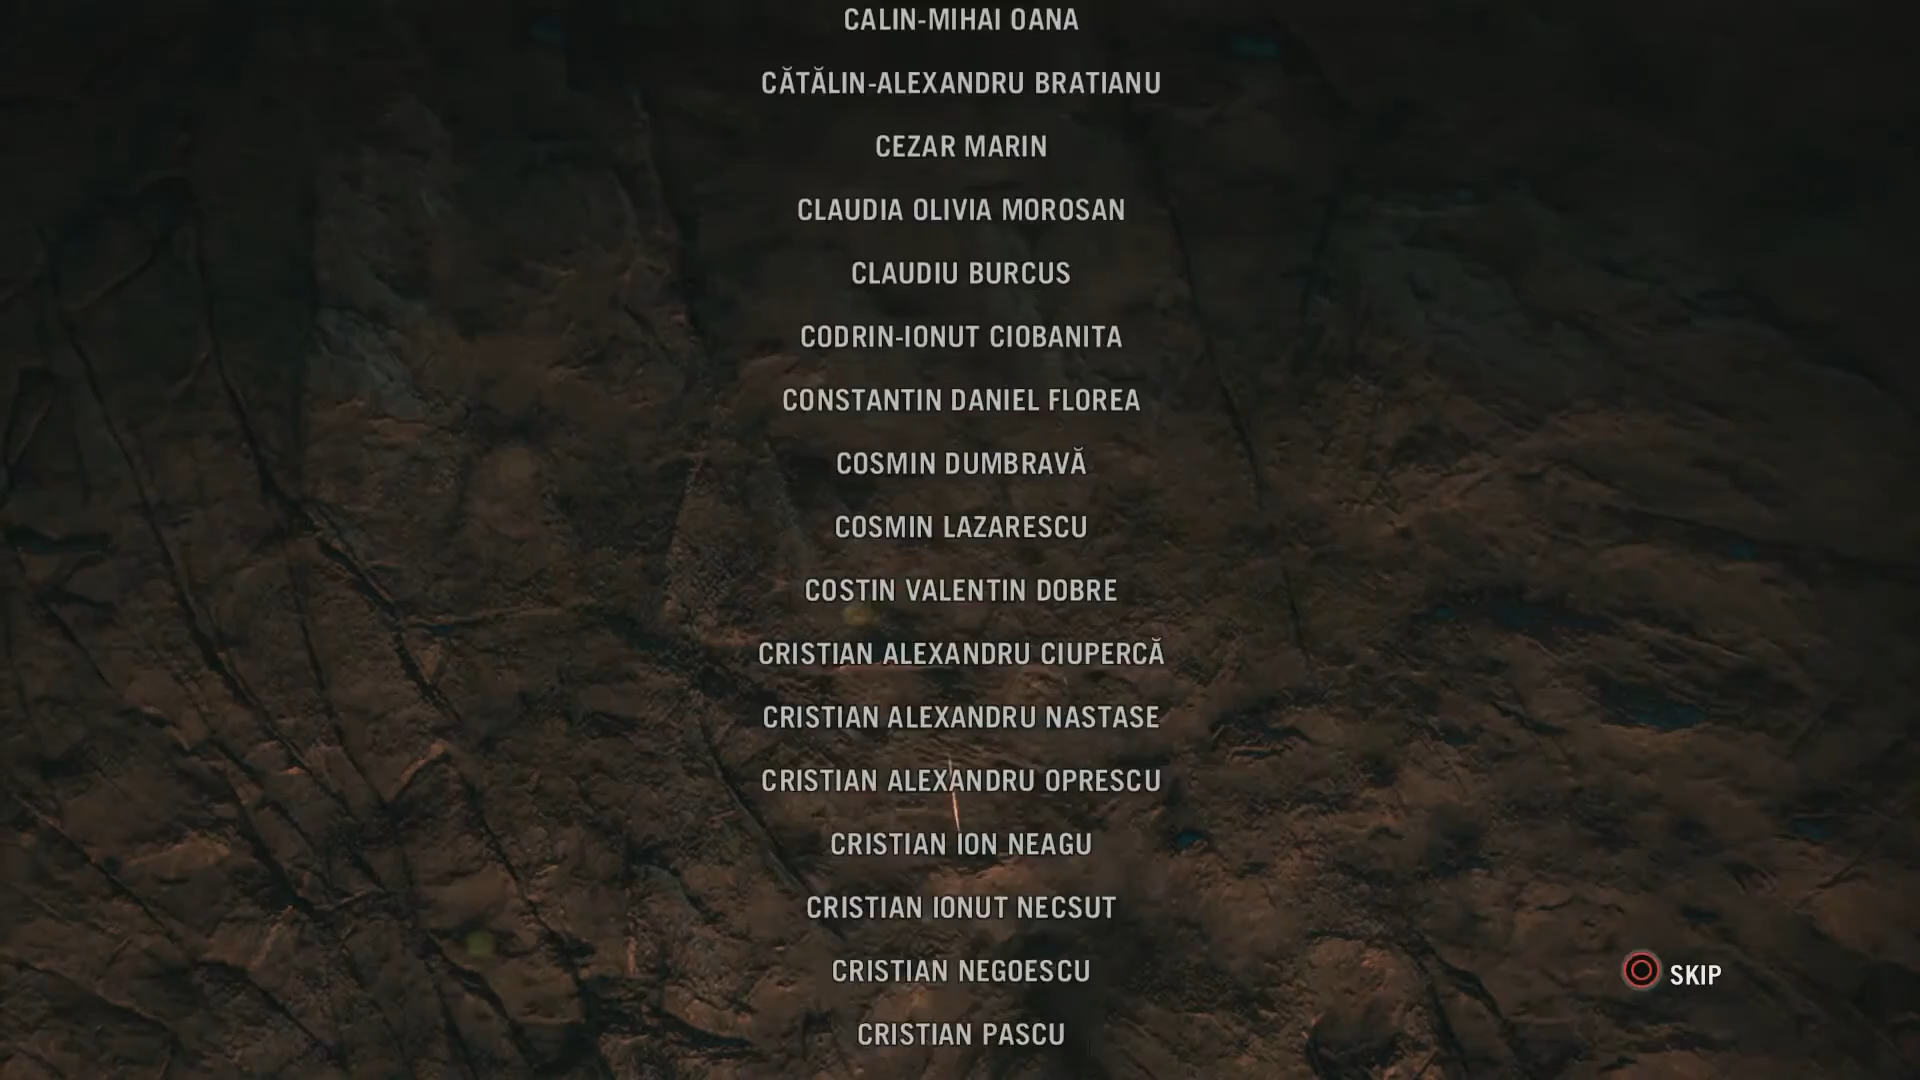 CALIN-MIHAI OANA
CĂTĂLIN-ALEXANDRU BRATIANU
CEZAR MARIN
CLAUDIA OLIVIA MOROSAN
CLAUDIU BURCUS
CODRIN-IONUT CIOBANITA
CONSTANTIN DANIEL FLOREA
COSMIN DUMBRAVĂ
COSMIN LAZARESCU
COSTIN VALENTIN DOBRE
CRISTIAN ALEXANDRU CIUPERCĂ
CRISTIAN ALEXANDRU NASTASE
CRISTIAN ALEXANDRU OPRESCU
CRISTIAN ION NEAGU
CRISTIAN IONUT NECSUT
CRISTIAN NEGOESCU
SKIP
CRISTIAN PASCU